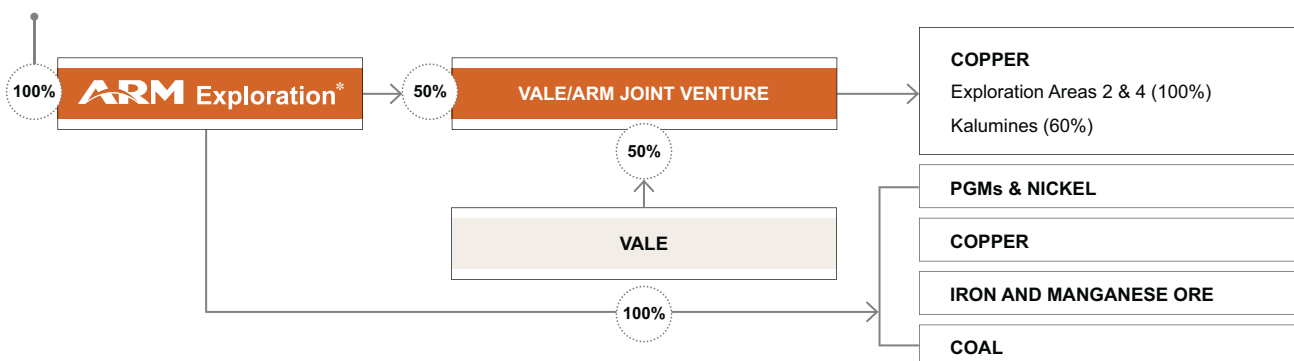 100%
ARM Exploration*
50%
VALE/ARM JOINT VENTURE
COPPER
Exploration Areas 2 & 4 (100%)
Kalumines (60%)
50%
VALE
100%
PGMs & NICKEL
COPPER
IRON AND MANGANESE ORE
COAL